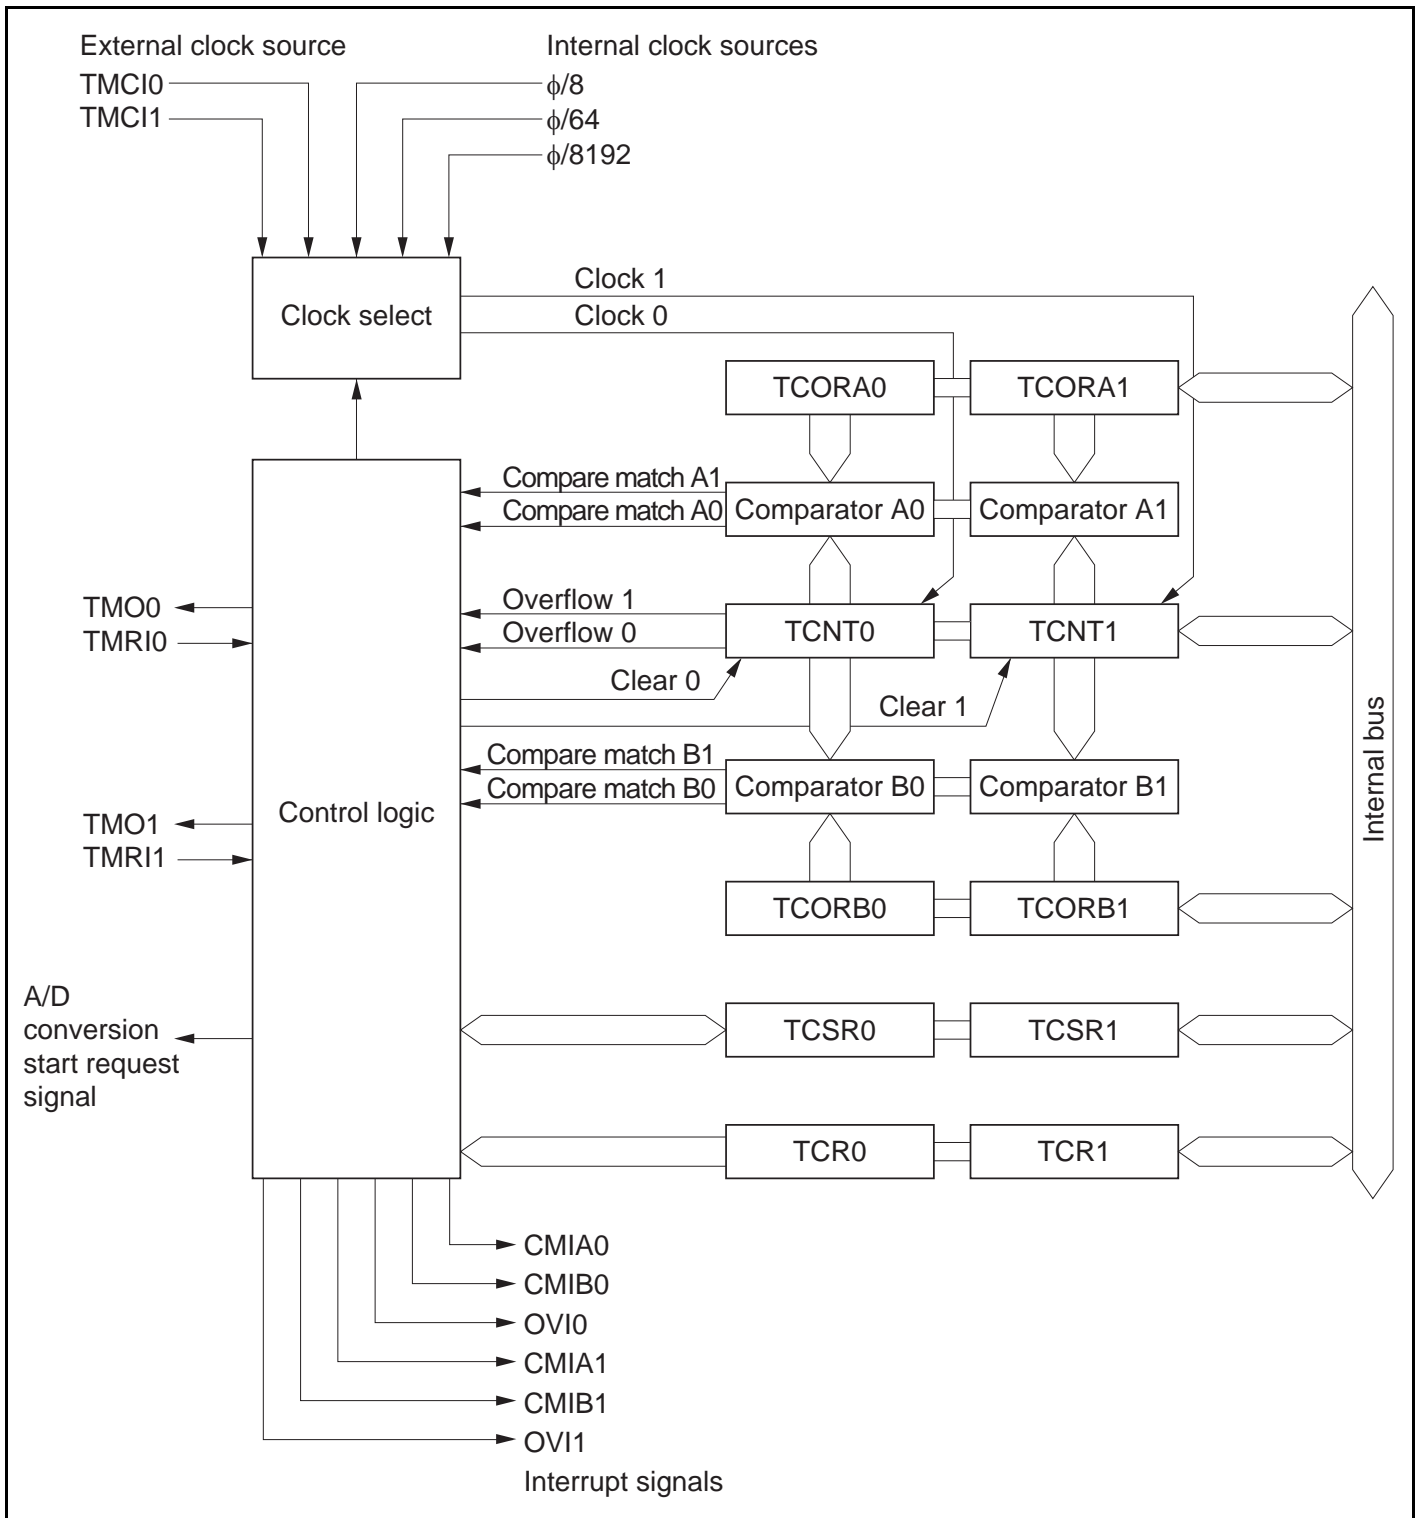 External clock source
Internal clock sources
TMCI0
ϕ/8
TMCI1
ϕ/64
ϕ/8192
Clock 1
Clock select
Clock 0
TCORA0
TCORA1
Compare match A1
Compare match A0
Comparator A0
Comparator A1
TMO0
TMRI0
Overflow 1
Overflow 0
TCNT0
TCNT1
Clear 0
Clear 1
Internal bus
Compare match B1
Compare match B0
Comparator B0
Comparator B1
Control logic
TMO1
TMRI1
TCORB0
TCORB1
A/D
conversion
start request
signal
TCSR0
TCSR1
TCR0
TCR1
CMIA0
CMIB0
OVI0
CMIA1
CMIB1
OVI1
Interrupt signals